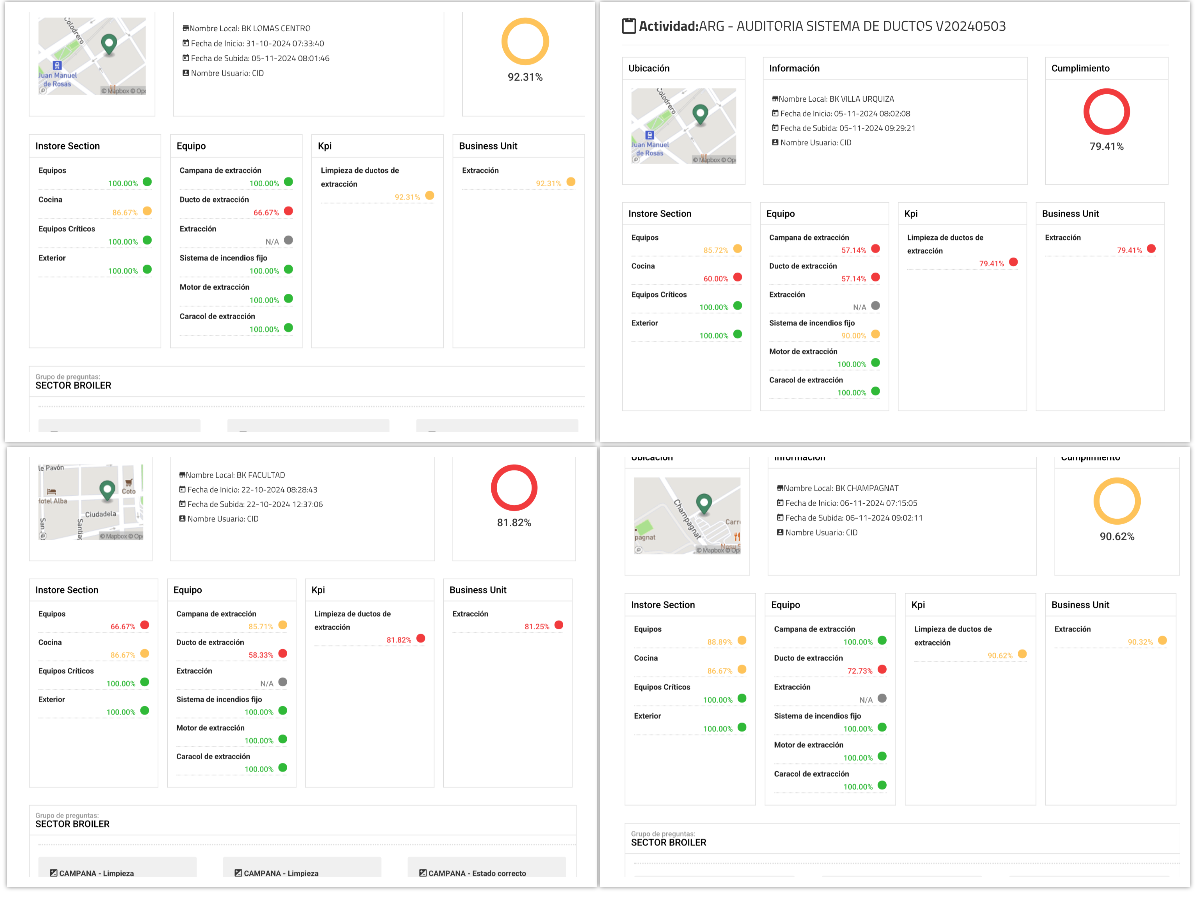 Colodrero
Juan Manuel
de Rosas
© Mapbox © Op
Nombre Local: BK LOMAS CENTRO
Fecha de Inicio: 31-10-2024 07:33:40
Fecha de Subida: 05-11-2024 08:01:46
Nombre Usuario: CID
92.31%
Instore Section
Equipos
100.00%
Cocina
86.67%
Equipos Críticos
100.00%
Exterior
100.00%
Equipo
Campana de extracción
100.00%
Ducto de extracción
66.67%
Extracción
N/A
Sistema de incendios fijo
100.00%
Motor de extracción
100.00%
Caracol de extracción
100.00%
Kpi
Limpieza de ductos de
extracción
92.31%
Business Unit
Extracción
92.31%
Grupo de preguntas:
SECTOR BROILER
Actividad:ARG - AUDITORIA SISTEMA DE DUCTOS V20240503
Ubicación
Colodrero
Juan Manuel
de Rosas
© Mapbox © Op
Información
Nombre Local: BK VILLA URQUIZA
Fecha de Inicio: 05-11-2024 08:02:08
Fecha de Subida: 05-11-2024 09:29:21
Nombre Usuario: CID
Cumplimiento
79.41%
Instore Section
Equipos
85.72%
Cocina
60.00%
Equipos Críticos
100.00%
Exterior
100.00%
Equipo
Campana de extracción
57.14%
Ducto de extracción
57.14%
Extracción
N/A
Sistema de incendios fijo
90.00%
Motor de extracción
100.00%
Caracol de extracción
100.00%
Kpi
Limpieza de ductos de
extracción
79.41%
Business Unit
Extracción
79.41%
le Pavón
Hotel Alba
Coto
Ciudadela
San
Santia
© Mapbox © Op
Nombre Local: BK FACULTAD
Fecha de Inicio: 22-10-2024 08:28:43
Fecha de Subida: 22-10-2024 12:37:06
Nombre Usuario: CID
81.82%
Instore Section
Equipos
66.67%
Cocina
86.67%
Equipos Críticos
100.00%
Exterior
100.00%
Equipo
Campana de extracción
85.71%
Ducto de extracción
58.33%
Extracción
N/A
Sistema de incendios fijo
100.00%
Motor de extracción
100.00%
Caracol de extracción
100.00%
Kpi
Limpieza de ductos de
extracción
81.82%
Business Unit
Extracción
81.25%
Grupo de preguntas:
SECTOR BROILER
CAMPANA - Limpieza
CAMPANA - Limpieza
CAMPANA - Estado correcto
Ubicación
Champagnat
pagnat
Carr
© Mapbox © Op
Información
Nombre Local: BK CHAMPAGNAT
Fecha de Inicio: 06-11-2024 07:15:05
Fecha de Subida: 06-11-2024 09:02:11
Nombre Usuario: CID
Cumplimiento
90.62%
Instore Section
Equipos
88.89%
Cocina
86.67%
Equipos Críticos
100.00%
Exterior
100.00%
Equipo
Campana de extracción
100.00%
Ducto de extracción
72.73%
Extracción
N/A
Sistema de incendios fijo
100.00%
Motor de extracción
100.00%
Caracol de extracción
100.00%
Kpi
Limpieza de ductos de
extracción
90.62%
Business Unit
Extracción
90.32%
Grupo de preguntas:
SECTOR BROILER